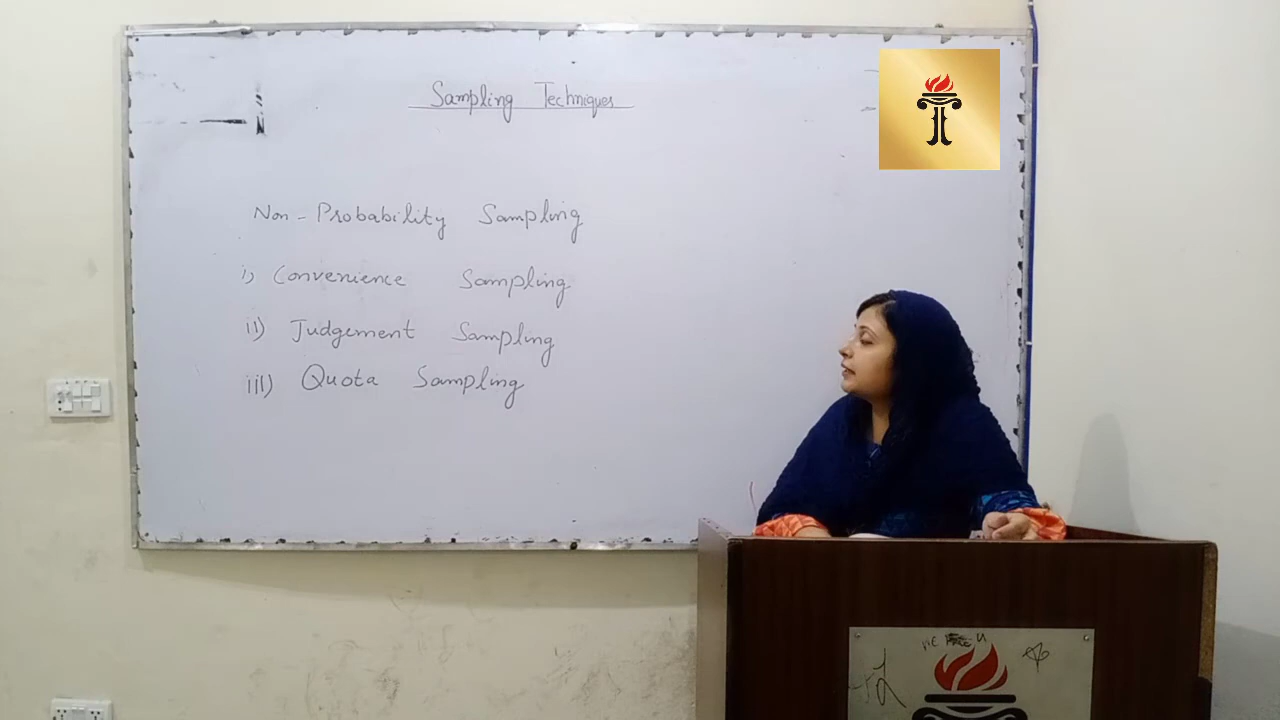 Sampling Techniques
Non-Probability Sampling
i) Convenience Sampling
ii) Judgement Sampling
iii) Quota Sampling